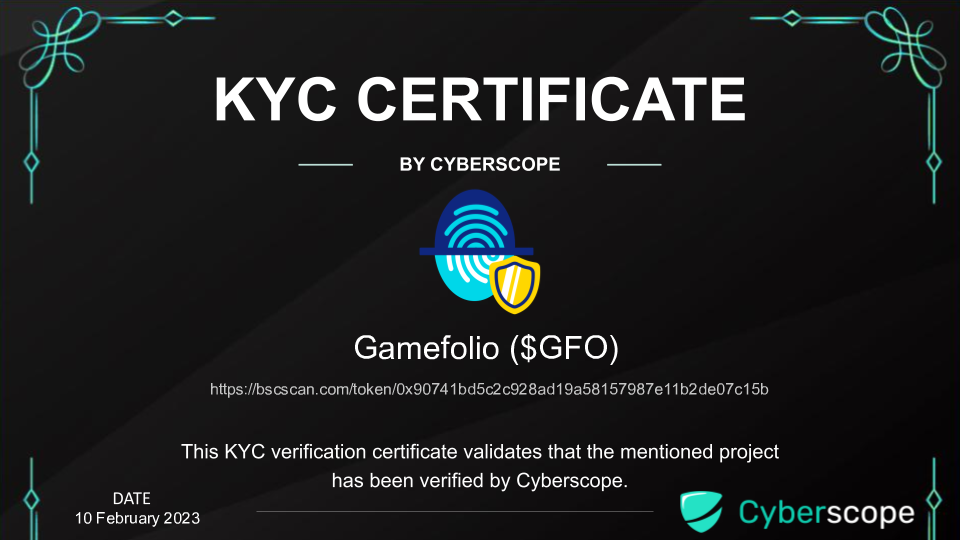 KYC CERTIFICATE
BY CYBERSCOPE
Gamefolio ($GFO)
https://bscscan.com/token/0x90741bd5c2c928ad19a58157987e11b2de07c15b
This KYC verification certificate validates that the mentioned project
has been verified by Cyberscope.
DATE
10 February 2023
Cyberscope